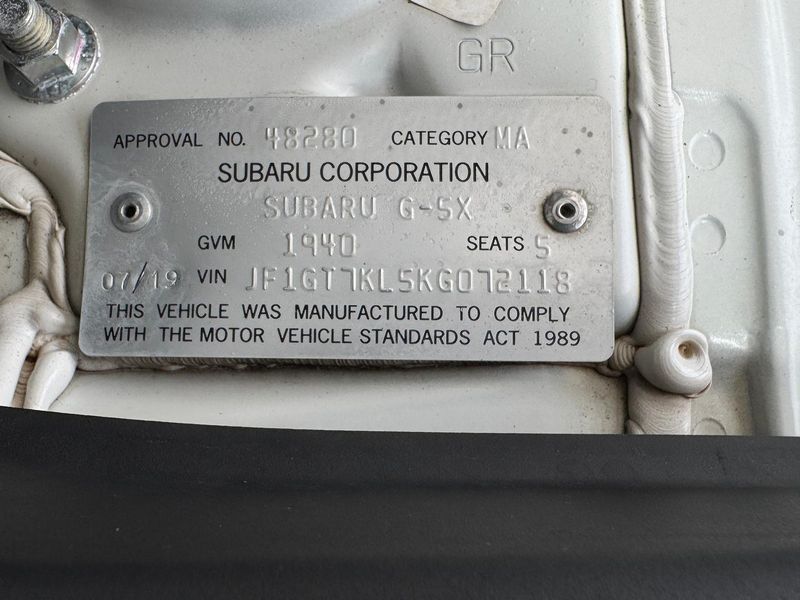 GR
APPROVAL NO. 48280 CATEGORY MA
SUBARU CORPORATION
SUBARU G-5X
GVM 1940 SEATS 5
07/19 VIN JF1GT7KL5KG072118
THIS VEHICLE WAS MANUFACTURED TO COMPLY
WITH THE MOTOR VEHICLE STANDARDS ACT 1989